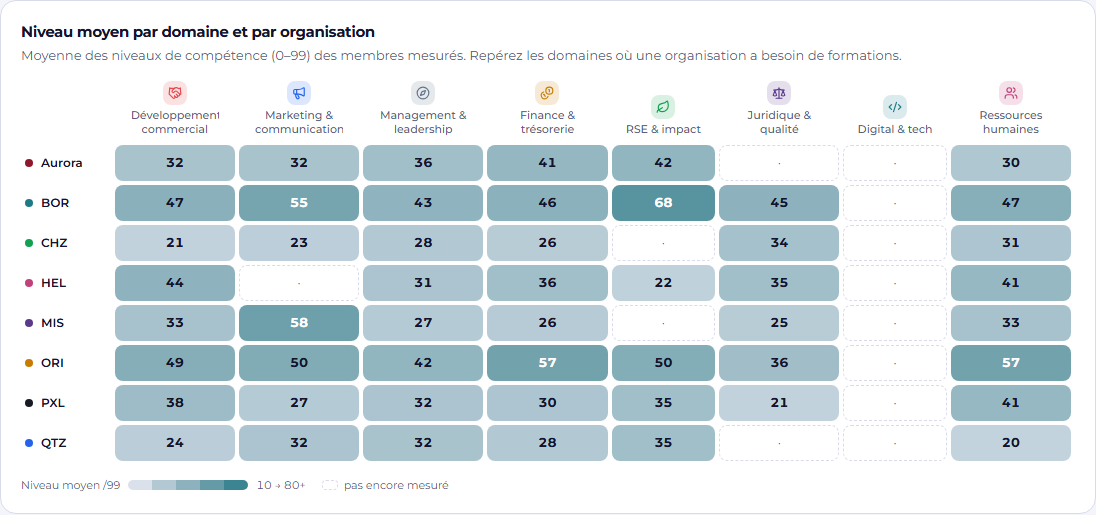 Niveau moyen par domaine et par organisation
Moyenne des niveaux de compétence (0–99) des membres mesurés. Repérez les domaines où une organisation a besoin de formations.
Développement commercial Marketing & communication Management & leadership Finance & trésorerie RSE & impact Juridique & qualité Digital & tech Ressources humaines
Aurora 32 32 36 41 42 · · 30
BOR 47 55 43 46 68 45 · 47
CHZ 21 23 28 26 · 34 · 31
HEL 44 · 31 36 22 35 · 41
MIS 33 58 27 26 · 25 · 33
ORI 49 50 42 57 50 36 · 57
PXL 38 27 32 30 35 21 · 41
QTZ 24 32 32 28 35 · · 20
Niveau moyen /99 10 → 80+ pas encore mesuré